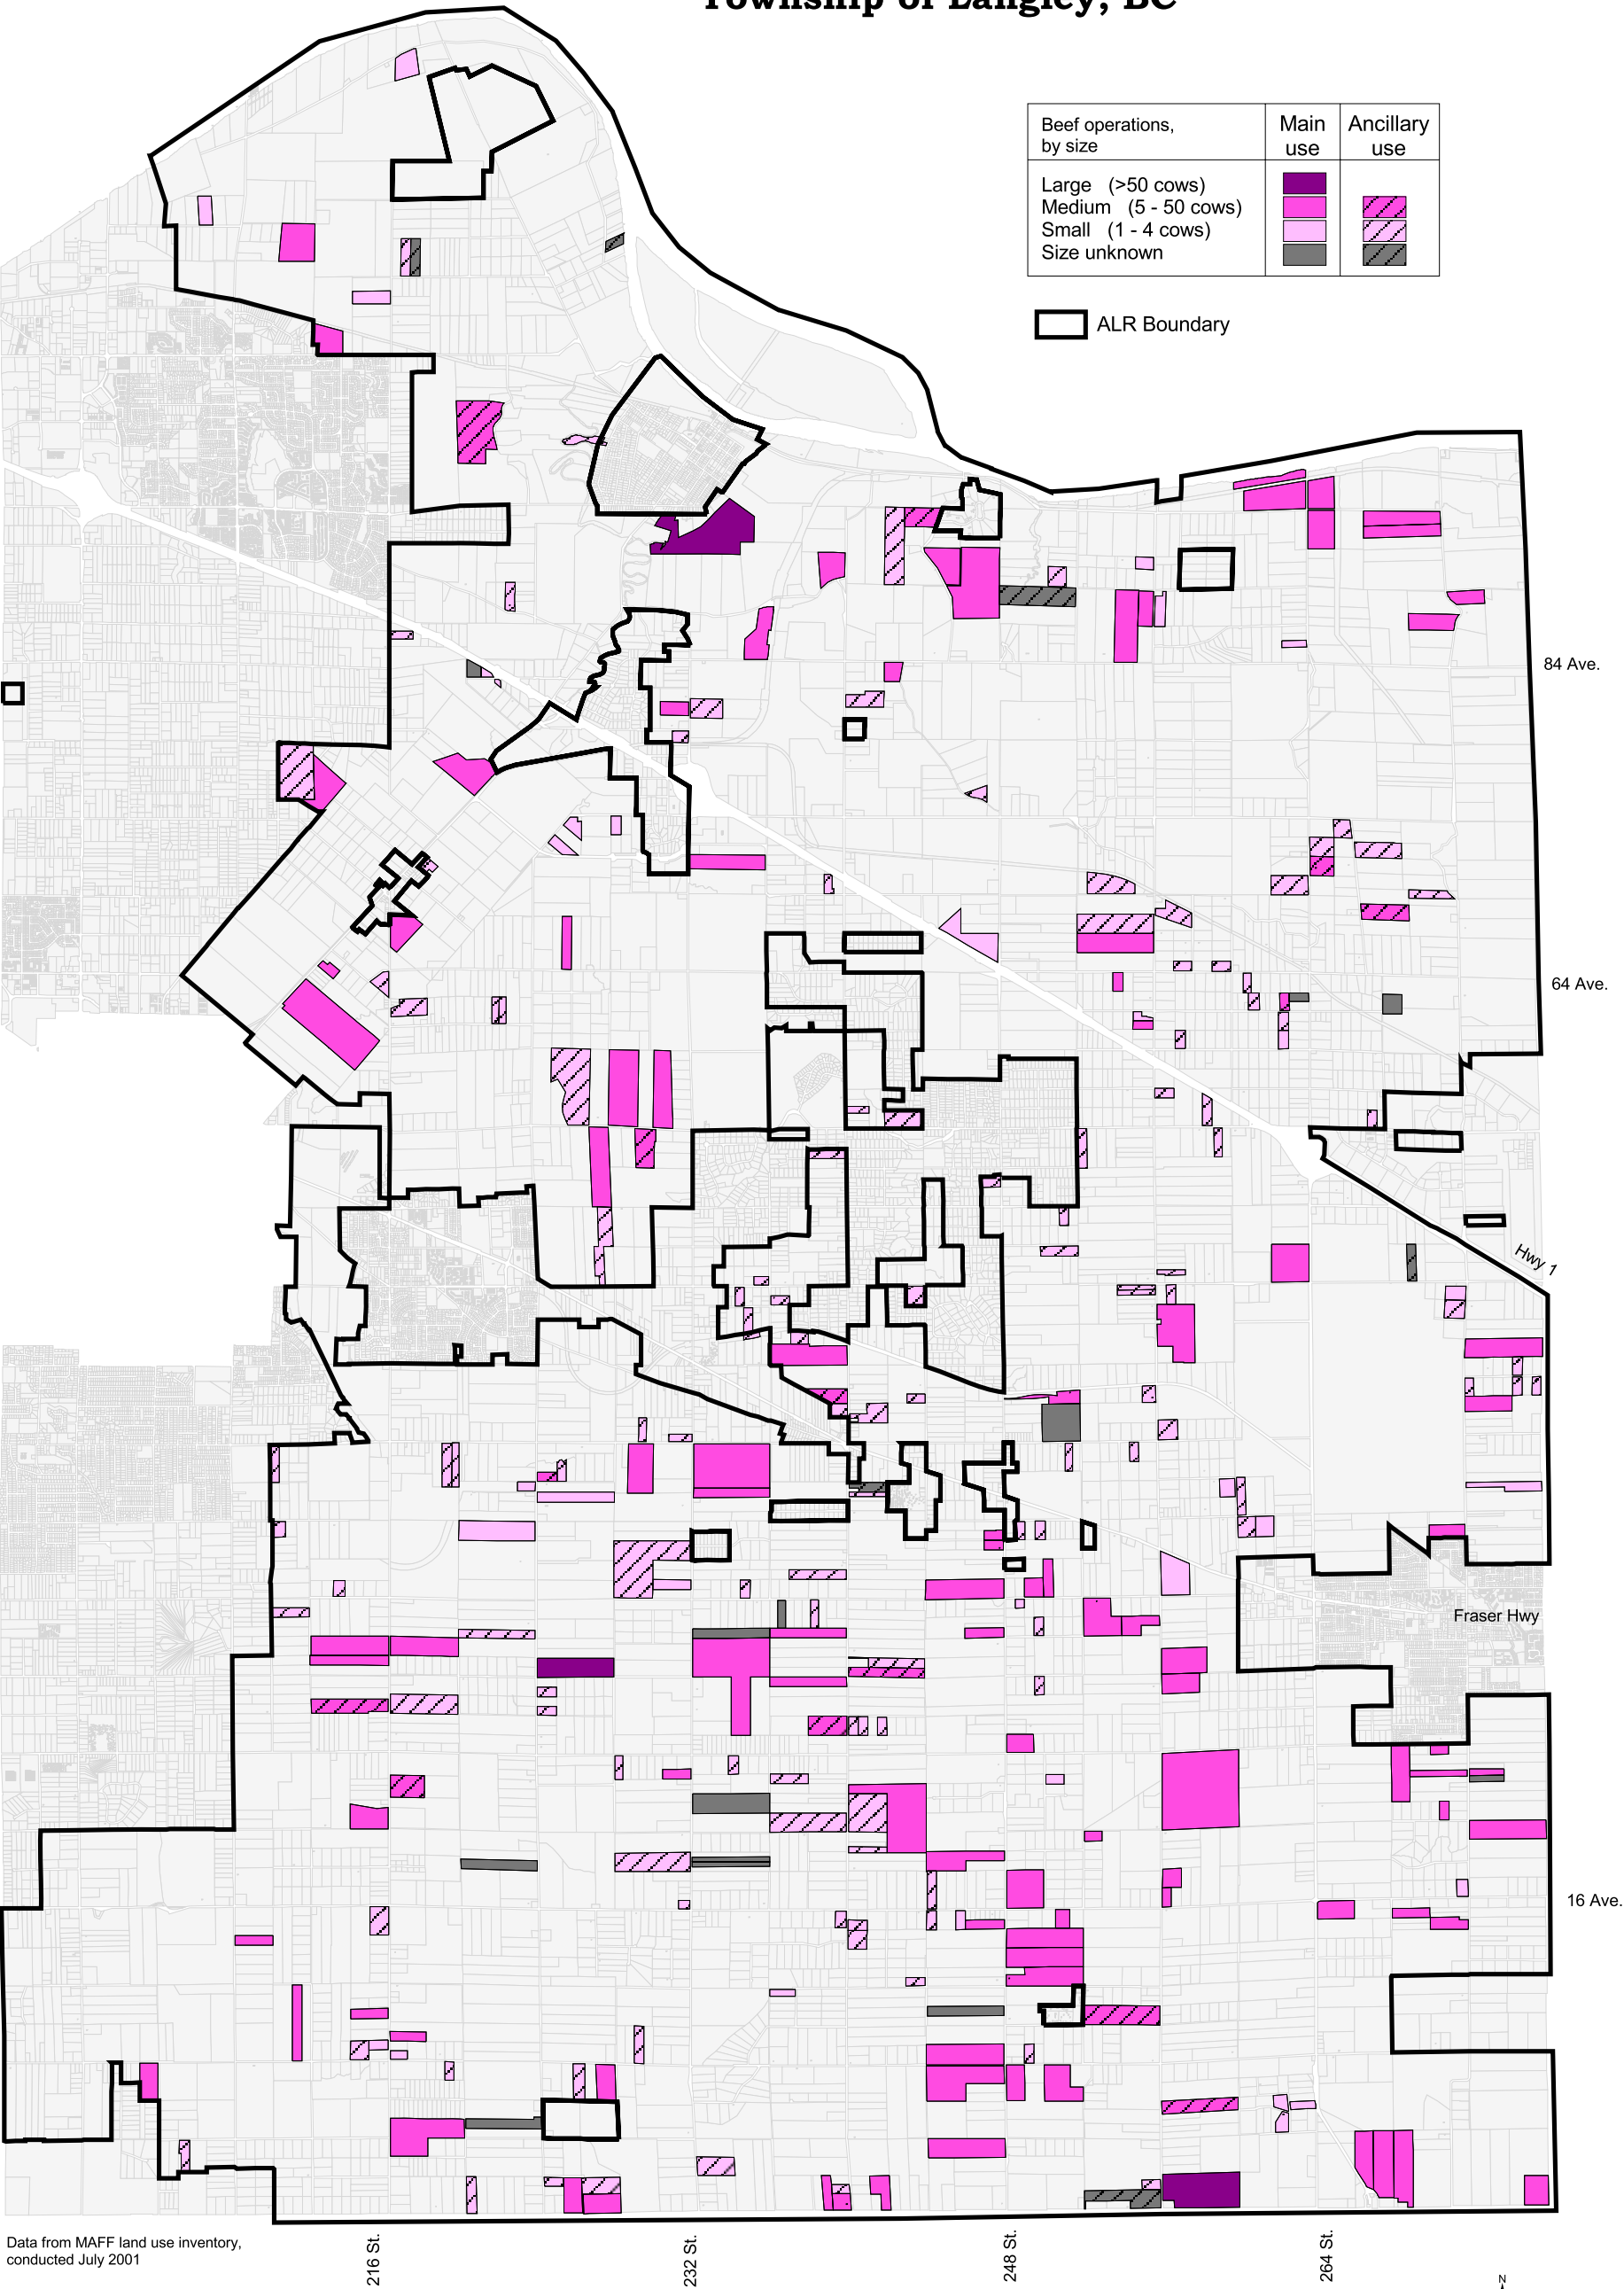 Township of Langley, BC
Beef operations,
by size
Main
use
Ancillary
use
Large (>50 cows)
Medium (5 - 50 cows)
Small (1 - 4 cows)
Size unknown
ALR Boundary
84 Ave.
64 Ave.
Hwy 1
Fraser Hwy
16 Ave.
Data from MAFF land use inventory,
conducted July 2001
216 St.
232 St.
248 St.
264 St.
N